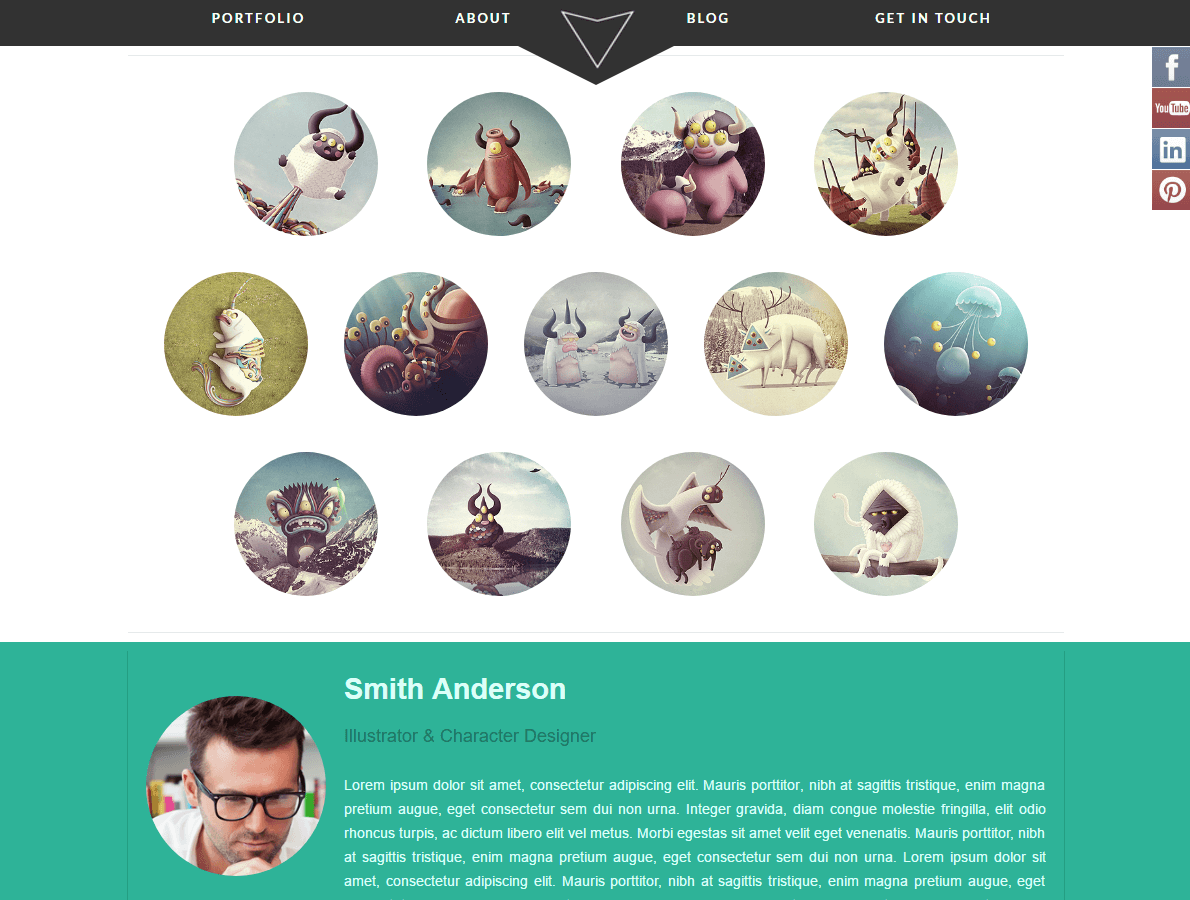 PORTFOLIO ABOUT BLOG GET IN TOUCH
f
You Tube
in
Smith Anderson
Illustrator & Character Designer
Lorem ipsum dolor sit amet, consectetur adipiscing elit. Mauris porttitor, nibh at sagittis tristique, enim magna
pretium augue, eget consectetur sem dui non urna. Integer gravida, diam congue molestie fringilla, elit odio
rhoncus turpis, ac dictum libero elit vel metus. Morbi egestas sit amet velit eget venenatis. Mauris porttitor, nibh
at sagittis tristique, enim magna pretium augue, eget consectetur sem dui non urna. Lorem ipsum dolor sit
amet, consectetur adipiscing elit. Mauris porttitor, nibh at sagittis tristique, enim magna pretium augue, eget